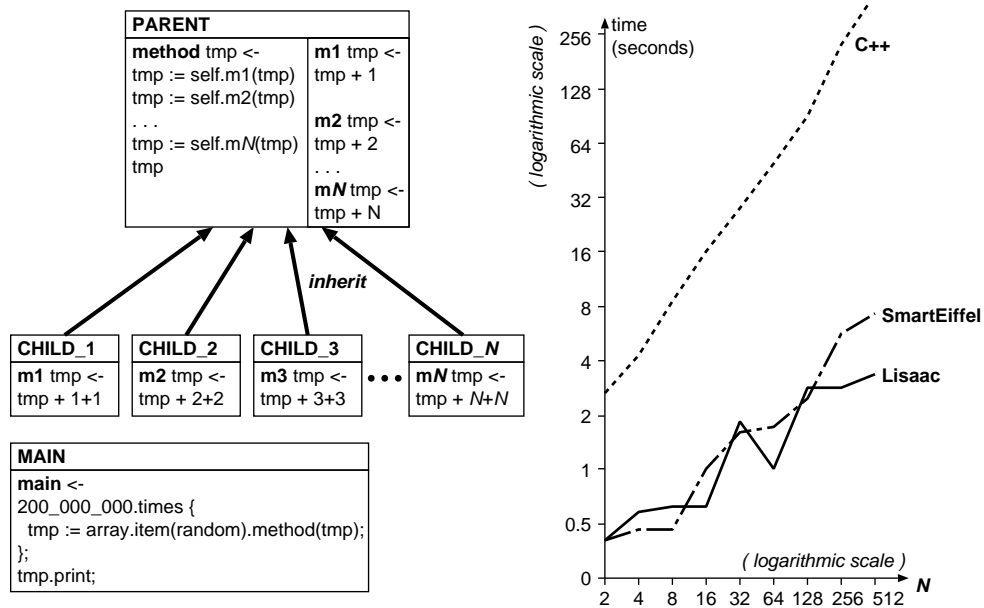 PARENT
method tmp <-
tmp := self.m1(tmp)
tmp := self.m2(tmp)
. . .
tmp := self.mN(tmp)
tmp
m1 tmp <-
tmp + 1
m2 tmp <-
tmp + 2
. . .
mN tmp <-
tmp + N
inherit
CHILD_1
m1 tmp <-
tmp + 1+1
CHILD_2
m2 tmp <-
tmp + 2+2
CHILD_3
m3 tmp <-
tmp + 3+3
CHILD_N
mN tmp <-
tmp + N+N
MAIN
main <-
200_000_000.times {
tmp := array.item(random).method(tmp);
};
tmp.print;
time
(seconds)
( logarithmic scale )
256
128
64
32
16
8
4
2
1
0.5
0
C++
SmartEiffel
Lisaac
( logarithmic scale )
2 4 8 16 32 64 128 256 512 N